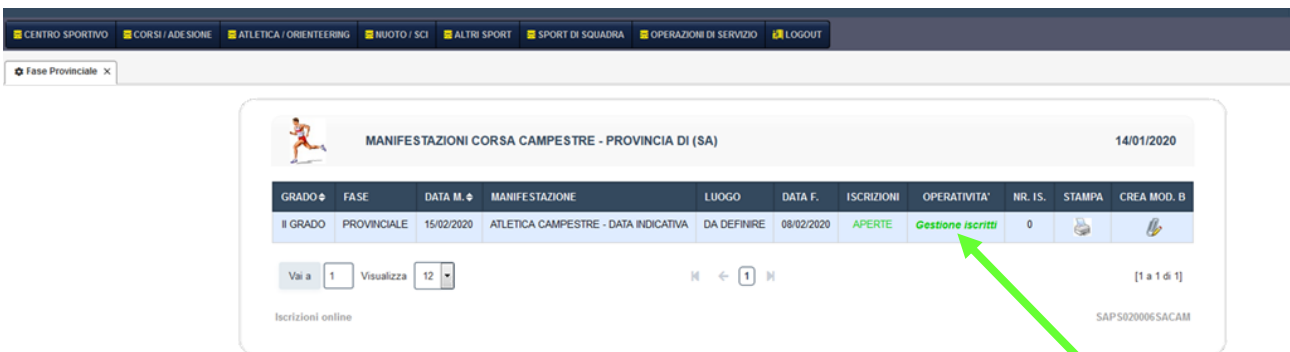 CENTRO SPORTIVO CORSI / ADESIONE ATLETICA / ORIENTEERING NUOTO / SCI ALTRI SPORT SPORT DI SQUADRA OPERAZIONI DI SERVIZIO LOGOUT
Fase Provinciale X
MANIFESTAZIONI CORSA CAMPESTRE - PROVINCIA DI (SA) 14/01/2020
GRADO FASE DATA M. MANIFESTAZIONE LUOGO DATA F. ISCRIZIONI OPERATIVITA' NR. IS. STAMPA CREA MOD. B
II GRADO PROVINCIALE 15/02/2020 ATLETICA CAMPESTRE - DATA INDICATIVA DA DEFINIRE 08/02/2020 APERTE Gestione iscritti 0
Vai a 1 Visualizza 12 1 [1 a 1 di 1]
Iscrizioni online SAPS020006SACAM